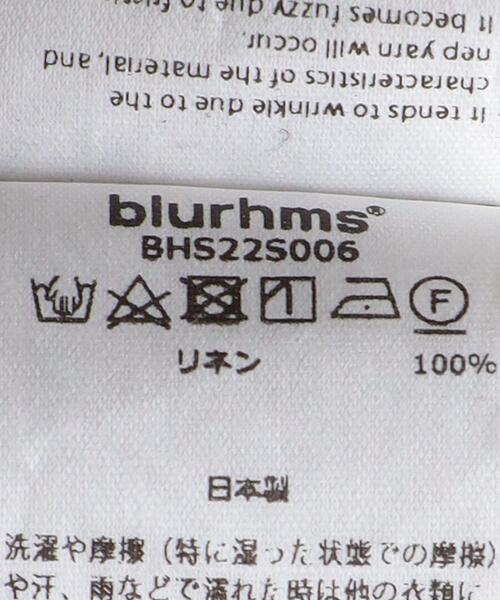 It becomes fuzzy due to
nep yarn will occur.
characteristics of the material, and
It tends to wrinkle due to the
blurhms®
BHS22S006
F
リネン 100%
日本製
洗濯や摩擦（特に湿った状態での摩擦）
や汗、雨などで濡れた時は他の衣類に